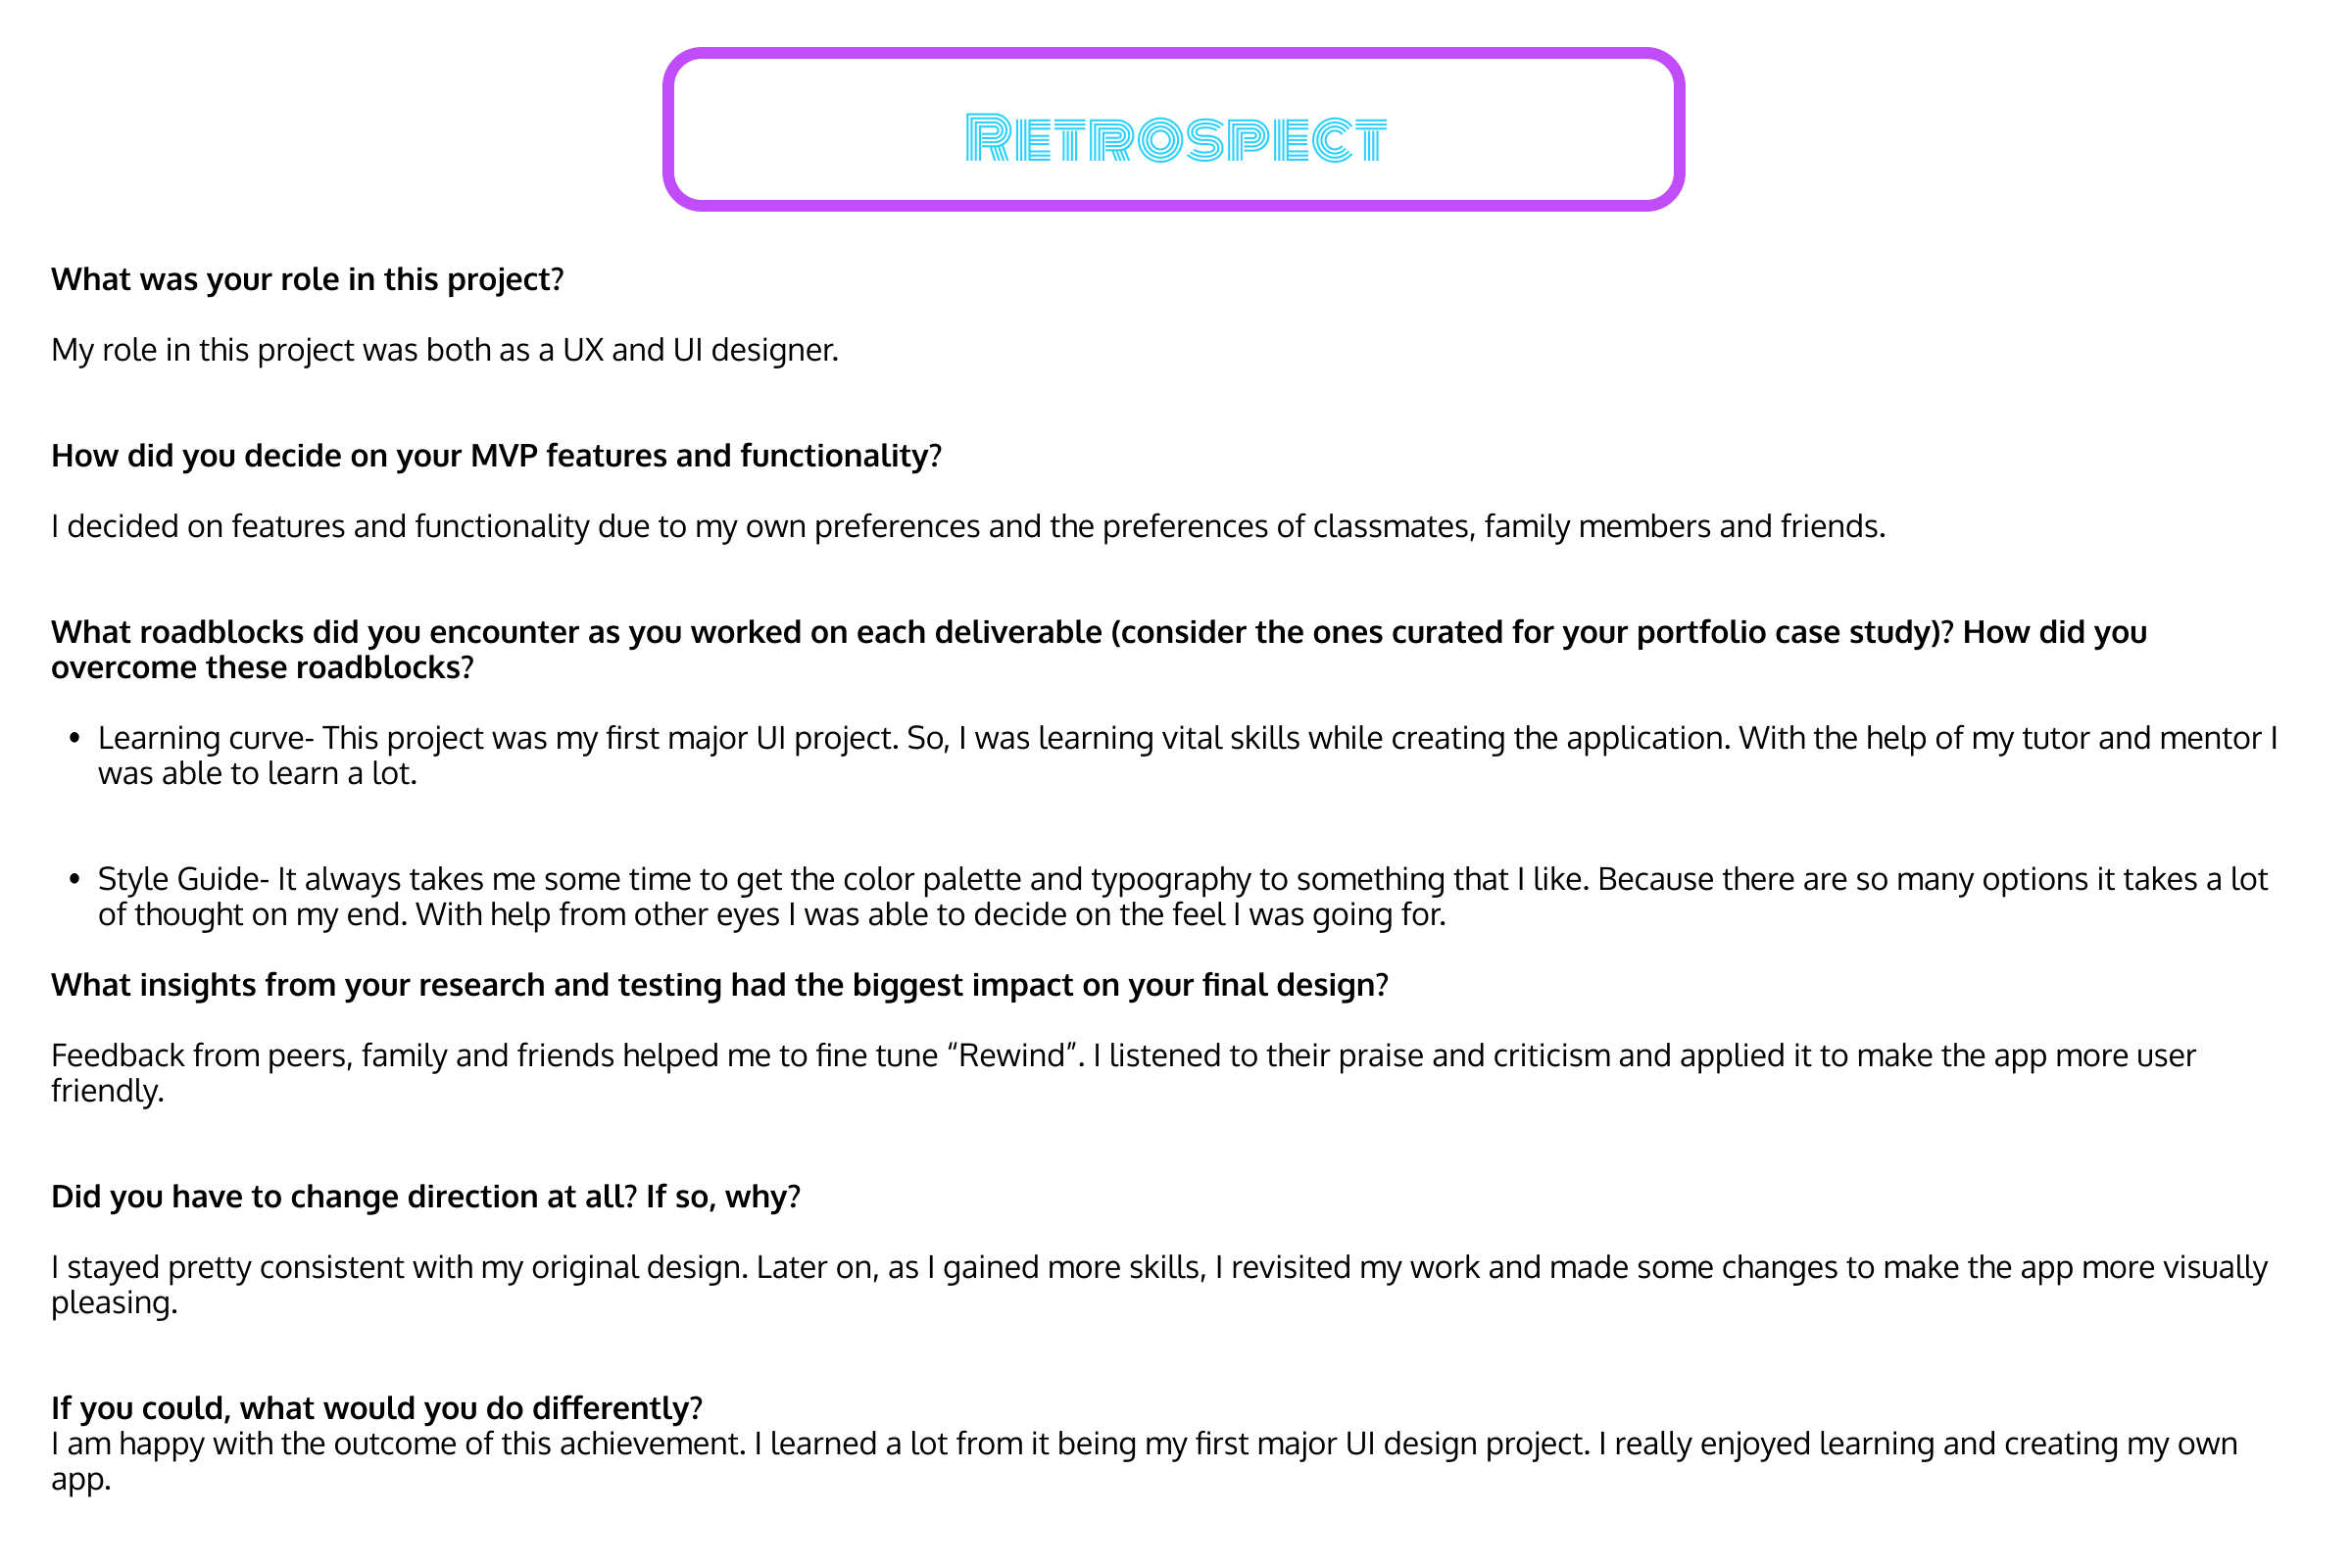 Retrospect
What was your role in this project?
My role in this project was both as a UX and UI designer.
How did you decide on your MVP features and functionality?
I decided on features and functionality due to my own preferences and the preferences of classmates, family members and friends.
What roadblocks did you encounter as you worked on each deliverable (consider the ones curated for your portfolio case study)? How did you
overcome these roadblocks?
• Learning curve- This project was my first major UI project. So, I was learning vital skills while creating the application. With the help of my tutor and mentor I
was able to learn a lot.
• Style Guide- It always takes me some time to get the color palette and typography to something that I like. Because there are so many options it takes a lot
of thought on my end. With help from other eyes I was able to decide on the feel I was going for.
What insights from your research and testing had the biggest impact on your final design?
Feedback from peers, family and friends helped me to fine tune “Rewind”. I listened to their praise and criticism and applied it to make the app more user
friendly.
Did you have to change direction at all? If so, why?
I stayed pretty consistent with my original design. Later on, as I gained more skills, I revisited my work and made some changes to make the app more visually
pleasing.
If you could, what would you do differently?
I am happy with the outcome of this achievement. I learned a lot from it being my first major UI design project. I really enjoyed learning and creating my own
app.